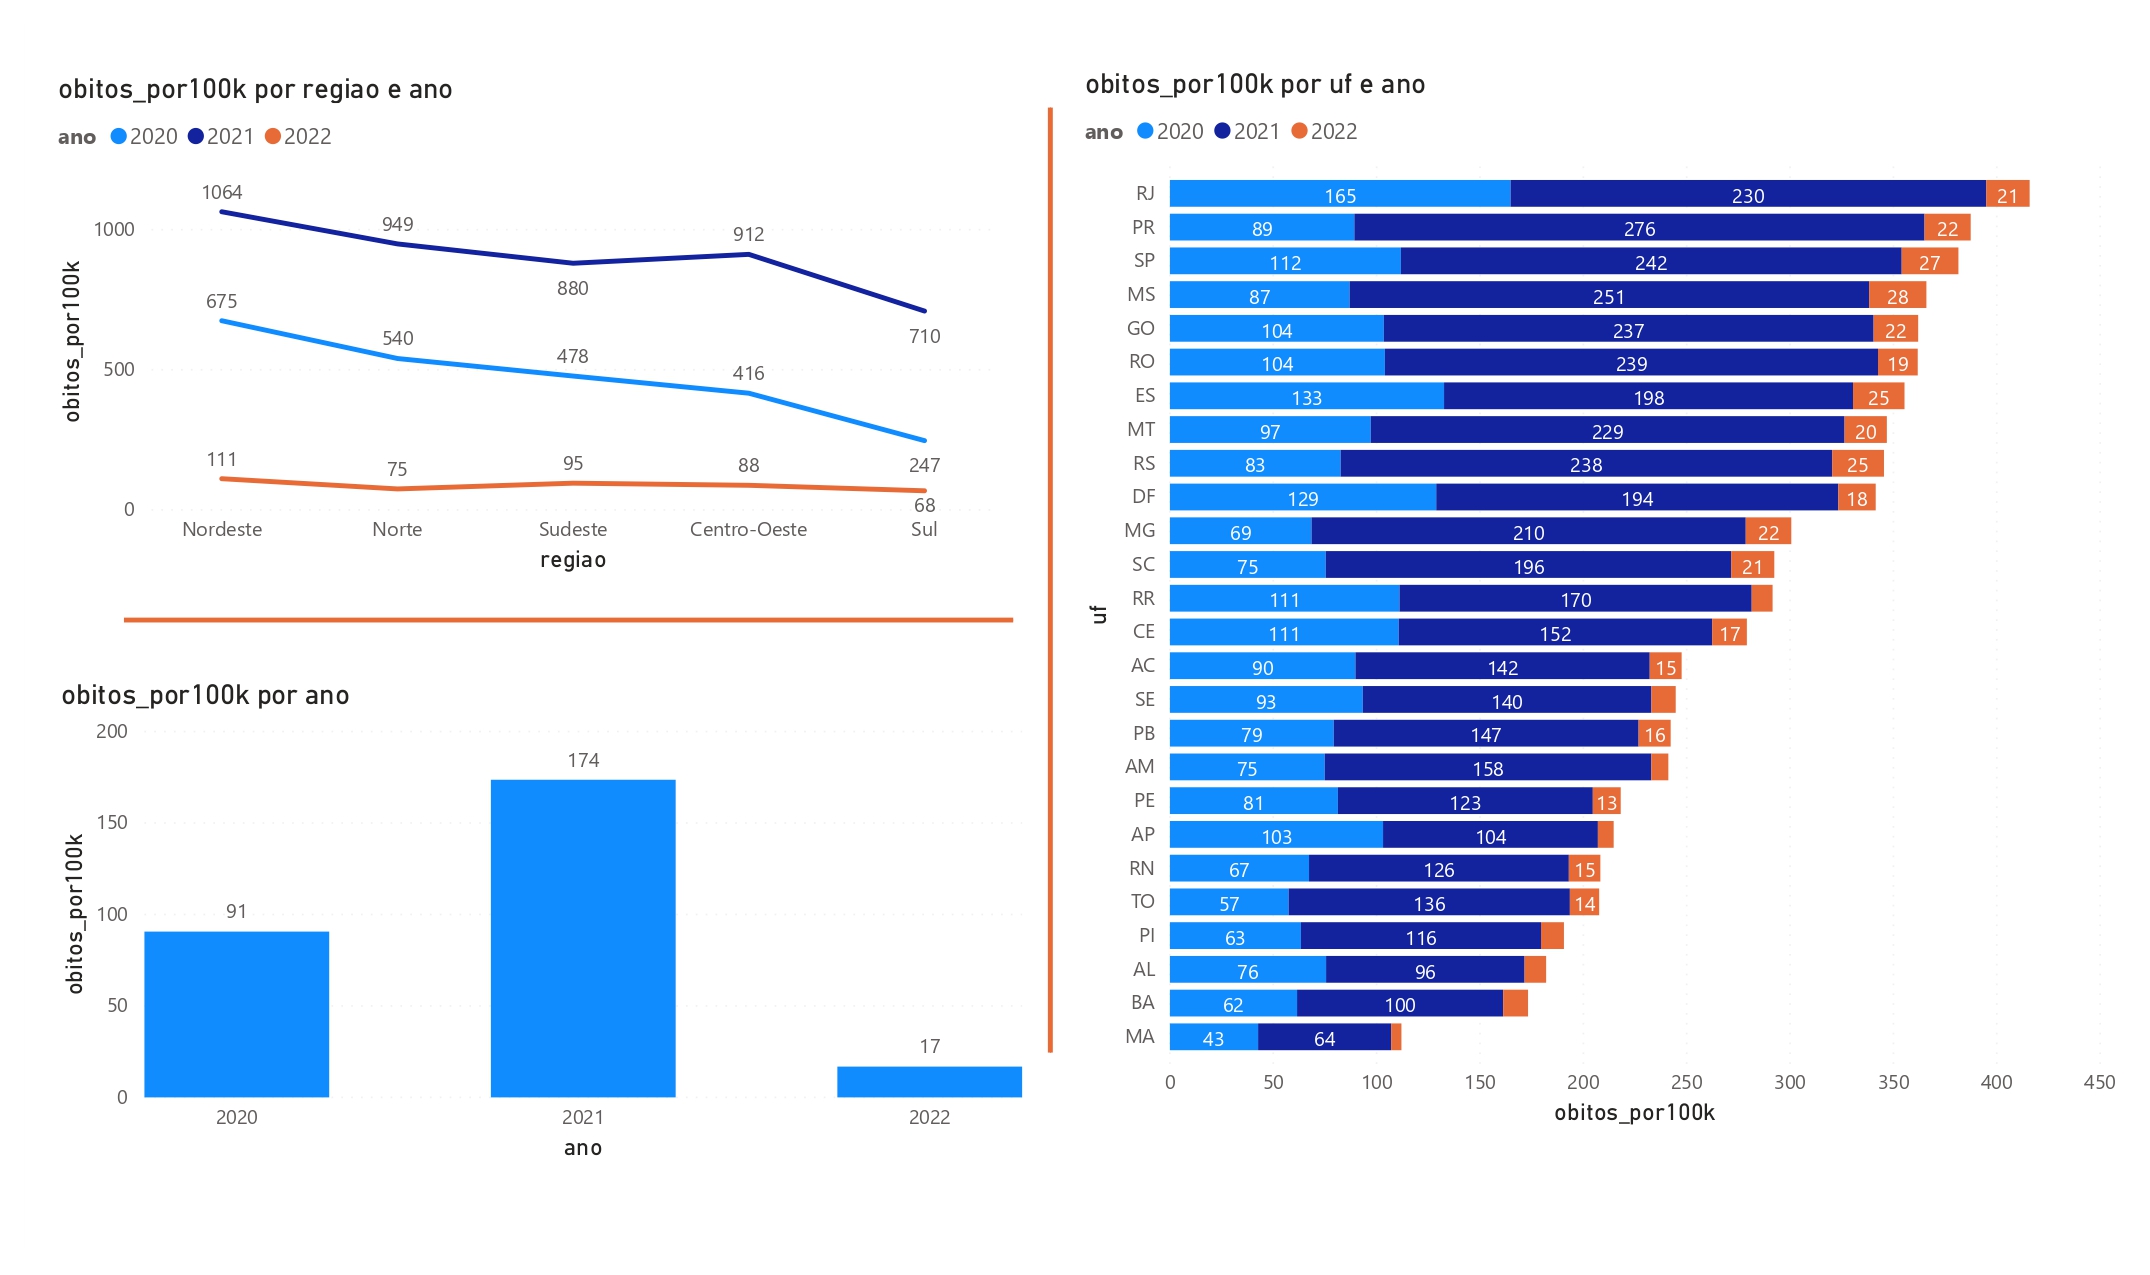 obitos_por100k por regiao e ano
ano 2020 2021 2022
obitos_por100k
1000
500
0
1064
949
880
912
710
675
540
478
416
247
111
75
95
88
68
Nordeste Norte Sudeste Centro-Oeste Sul
regiao
obitos_por100k por ano
obitos_por100k
200
150
100
50
0
91
174
17
2020 2021 2022
ano
obitos_por100k por uf e ano
ano 2020 2021 2022
uf
RJ 165 230 21
PR 89 276 22
SP 112 242 27
MS 87 251 28
GO 104 237 22
RO 104 239 19
ES 133 198 25
MT 97 229 20
RS 83 238 25
DF 129 194 18
MG 69 210 22
SC 75 196 21
RR 111 170
CE 111 152 17
AC 90 142 15
SE 93 140
PB 79 147 16
AM 75 158
PE 81 123 13
AP 103 104
RN 67 126 15
TO 57 136 14
PI 63 116
AL 76 96
BA 62 100
MA 43 64
0 50 100 150 200 250 300 350 400 450
obitos_por100k